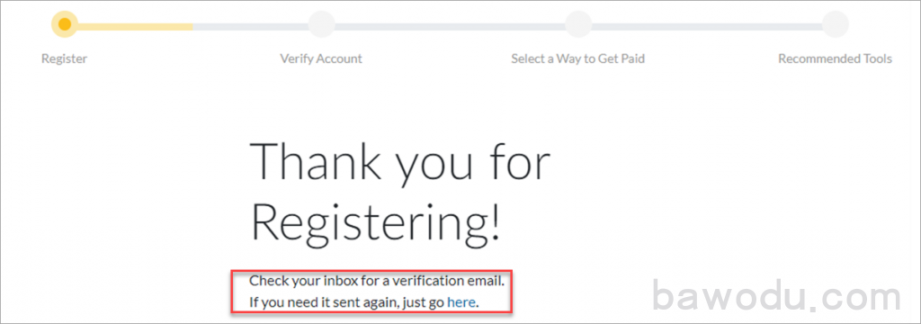 Register
Verify Account
Select a Way to Get Paid
Recommended Tools
Thank you for
Registering!
Check your inbox for a verification email.
If you need it sent again, just go here.
bawodu.com